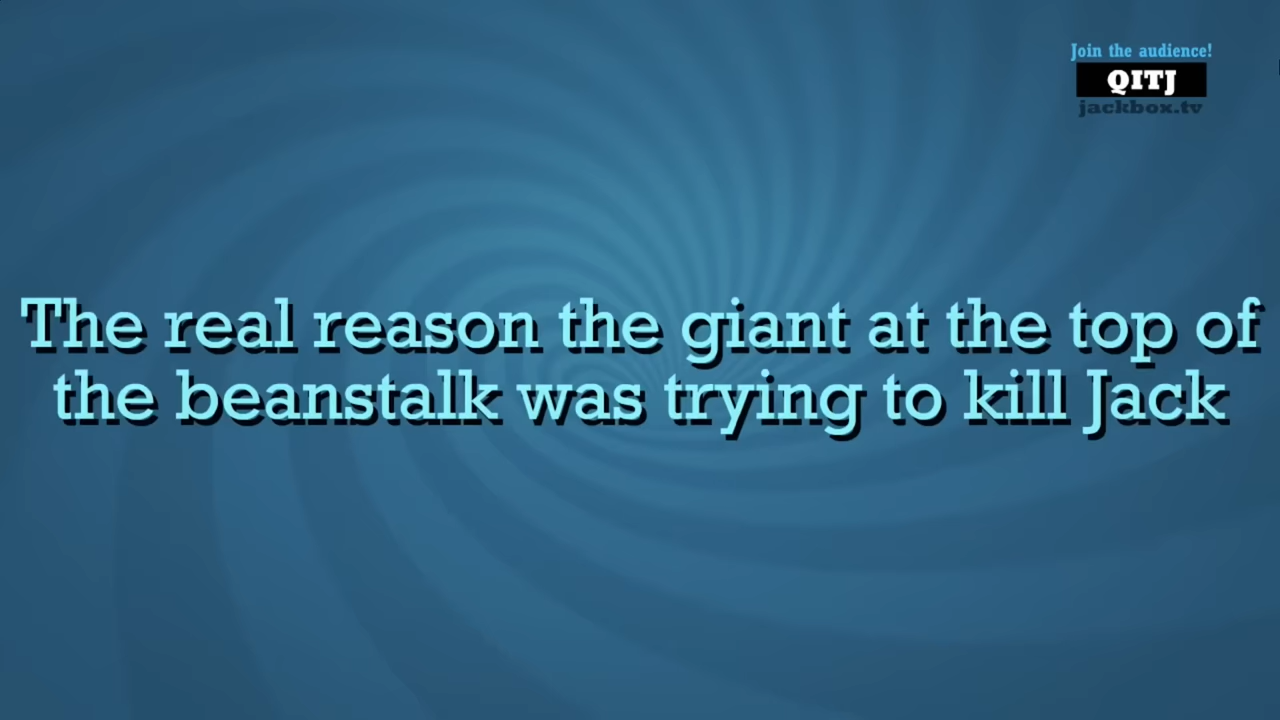 Join the audience!
QITJ
jackbox.tv
The real reason the giant at the top of
the beanstalk was trying to kill Jack